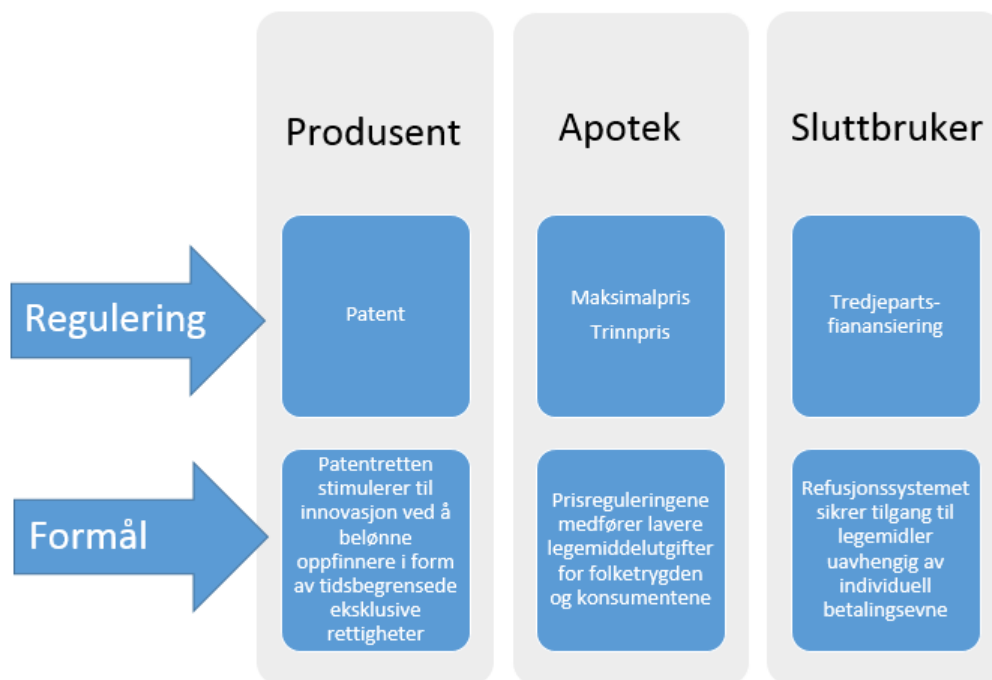 Produsent
Apotek
Sluttbruker
Regulering
Patent
Maksimalpris
Trinnpris
Tredjeparts-
fianansiering
Formål
Patentretten
stimulerer til
innovasjon ved å
belønne
oppfinnere i form
av tidsbegrensede
eksklusive
rettigheter
Prisreguleringene
medfører lavere
legemiddelutgifter
for folketrygden
og konsumentene
Refusjonssystemet
sikrer tilgang til
legemidler
uavhengig av
individuell
betalingsevne